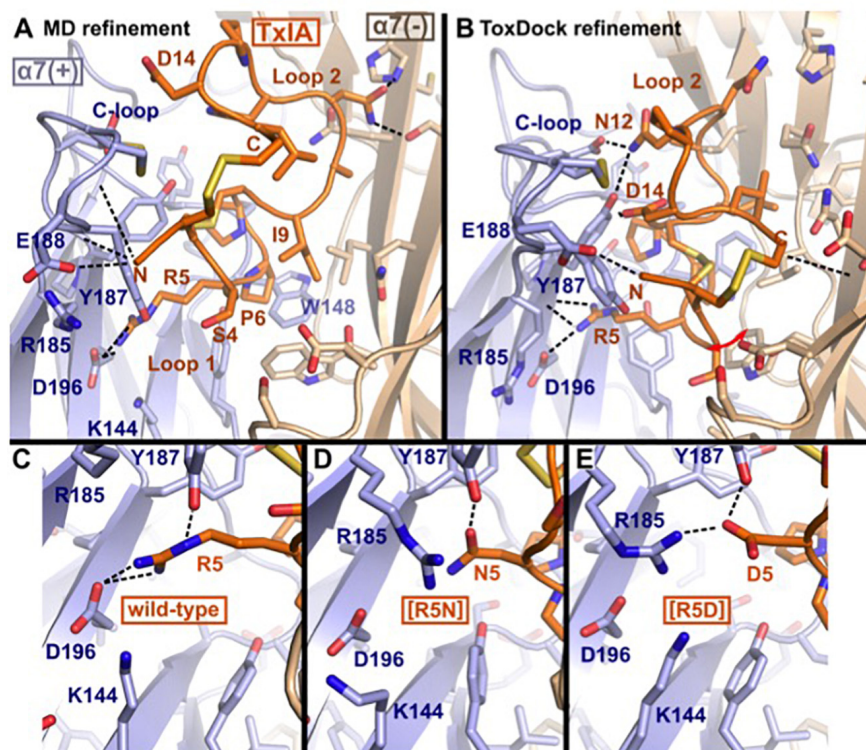 A MD refinement TxIA α7(-)
D14
α7(+)
Loop 2
C-loop
C
E188
N
R5
I9
Y187
W148
R185
P6
S4
Loop 1
D196
K144
B ToxDock refinement
Loop 2
C-loop N12
D14
E188
C
Y187
N
R185
R5
D196
C
Y187
R185
R5
wild-type
D196
K144
D
Y187
R185
N5
[R5N]
D196
K144
E
Y187
R185
D5
[R5D]
D196
K144